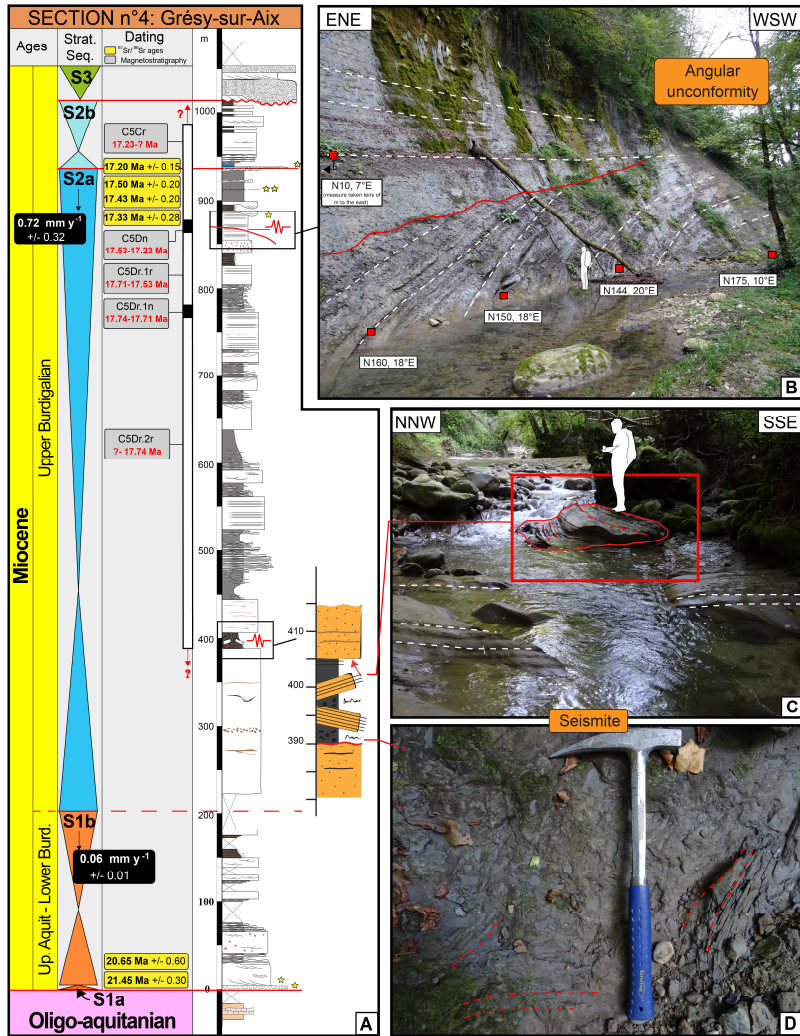 SECTION n°4: Grésy-sur-Aix
Ages
Strat.
Seq.
Dating
⁸⁷Sr/⁸⁶Sr ages
Magnetostratigraphy
m
S3
S2b
S2a
0.72 mm y⁻¹
+/- 0.32
S1b
0.06 mm y⁻¹
+/- 0.01
S1a
Miocene
Upper Burdigalian
Up. Aquit - Lower Burd.
Oligo-aquitanian
C5Cr
17.23-? Ma
17.20 Ma +/- 0.15
17.50 Ma +/- 0.20
17.43 Ma +/- 0.20
17.33 Ma +/- 0.28
C5Dn
17.53-17.23 Ma
C5Dr.1r
17.71-17.53 Ma
C5Dr.1n
17.74-17.71 Ma
C5Dr.2r
?- 17.74 Ma
20.65 Ma +/- 0.60
21.45 Ma +/- 0.30
?
?
1000
900
800
700
600
500
400
300
200
100
0
410
400
390
A
ENE
WSW
Angular
unconformity
N10, 7°E
(measure taken tens of
m to the east)
N160, 18°E
N150, 18°E
N144, 20°E
N175, 10°E
B
NNW
SSE
C
Seismite
D